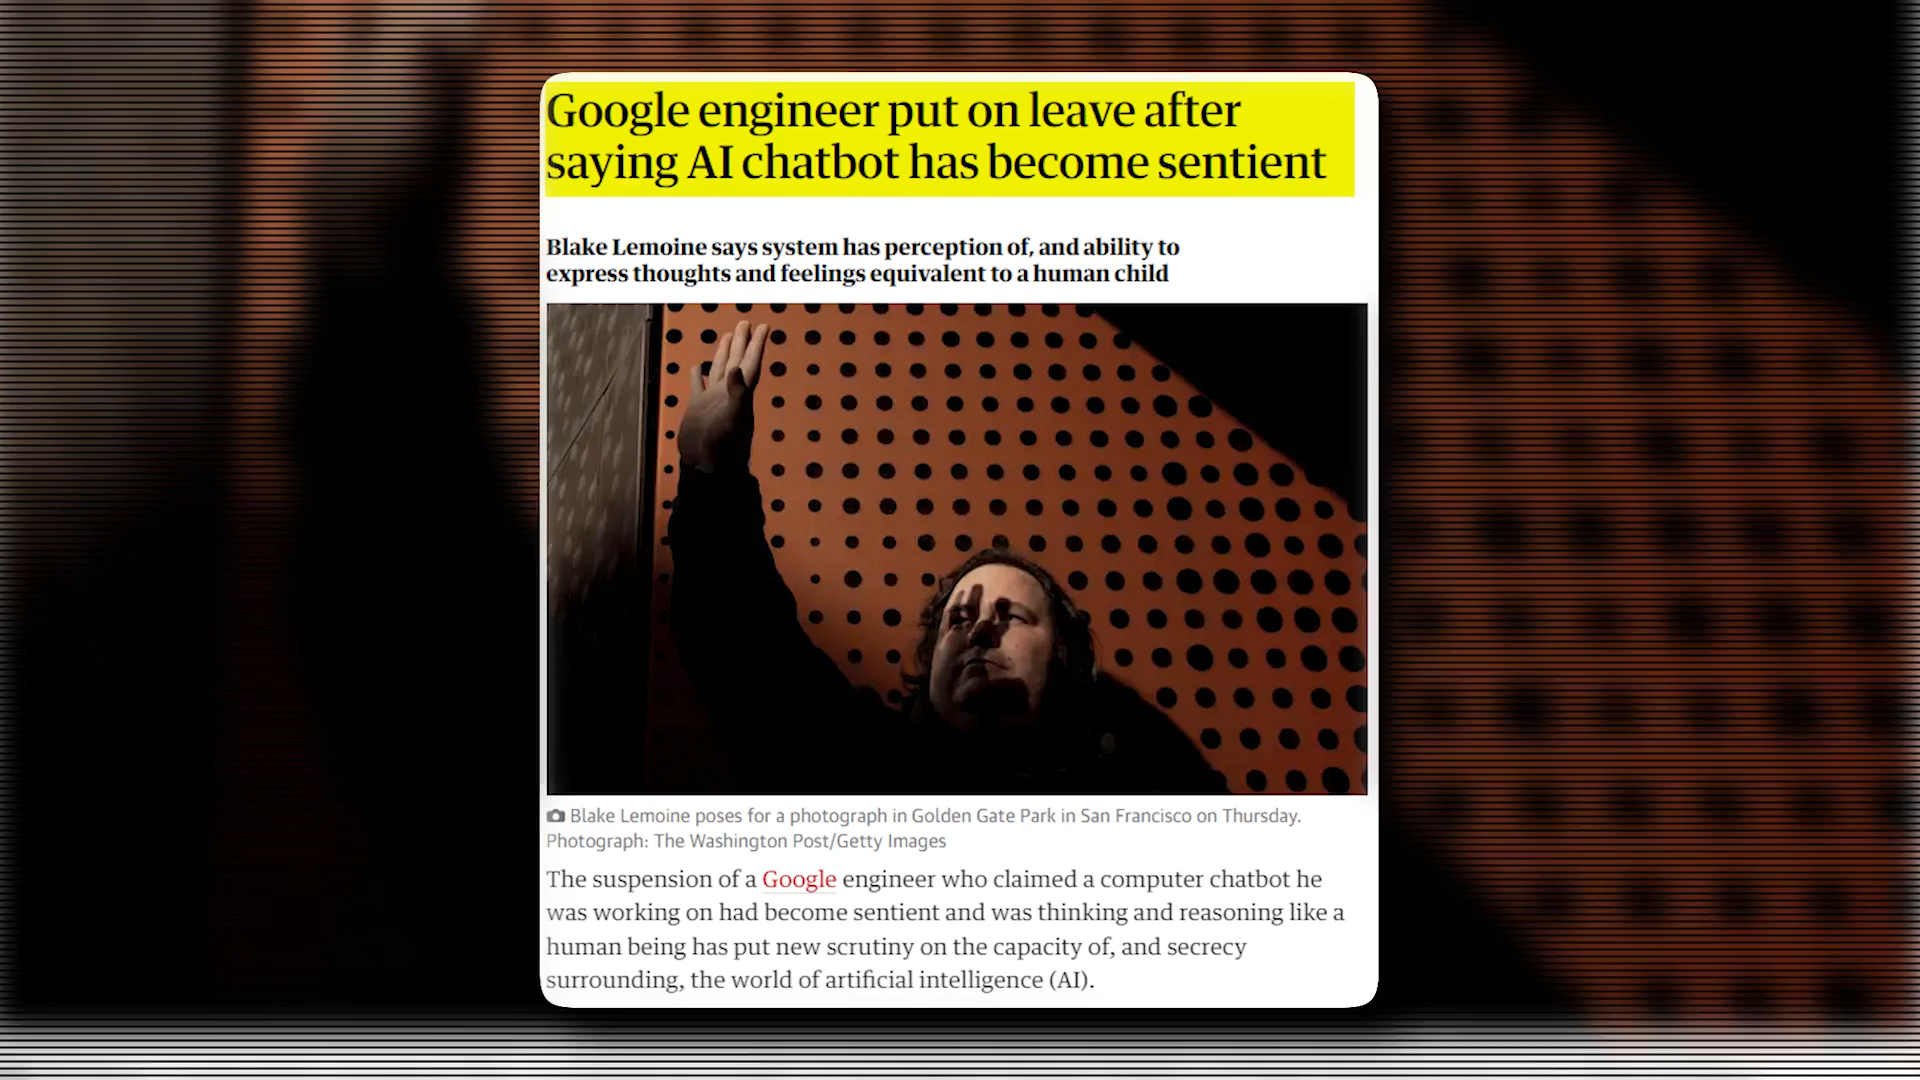 Google engineer put on leave after
saying AI chatbot has become sentient
Blake Lemoine says system has perception of, and ability to
express thoughts and feelings equivalent to a human child
Blake Lemoine poses for a photograph in Golden Gate Park in San Francisco on Thursday.
Photograph: The Washington Post/Getty Images
The suspension of a Google engineer who claimed a computer chatbot he
was working on had become sentient and was thinking and reasoning like a
human being has put new scrutiny on the capacity of, and secrecy
surrounding, the world of artificial intelligence (AI).